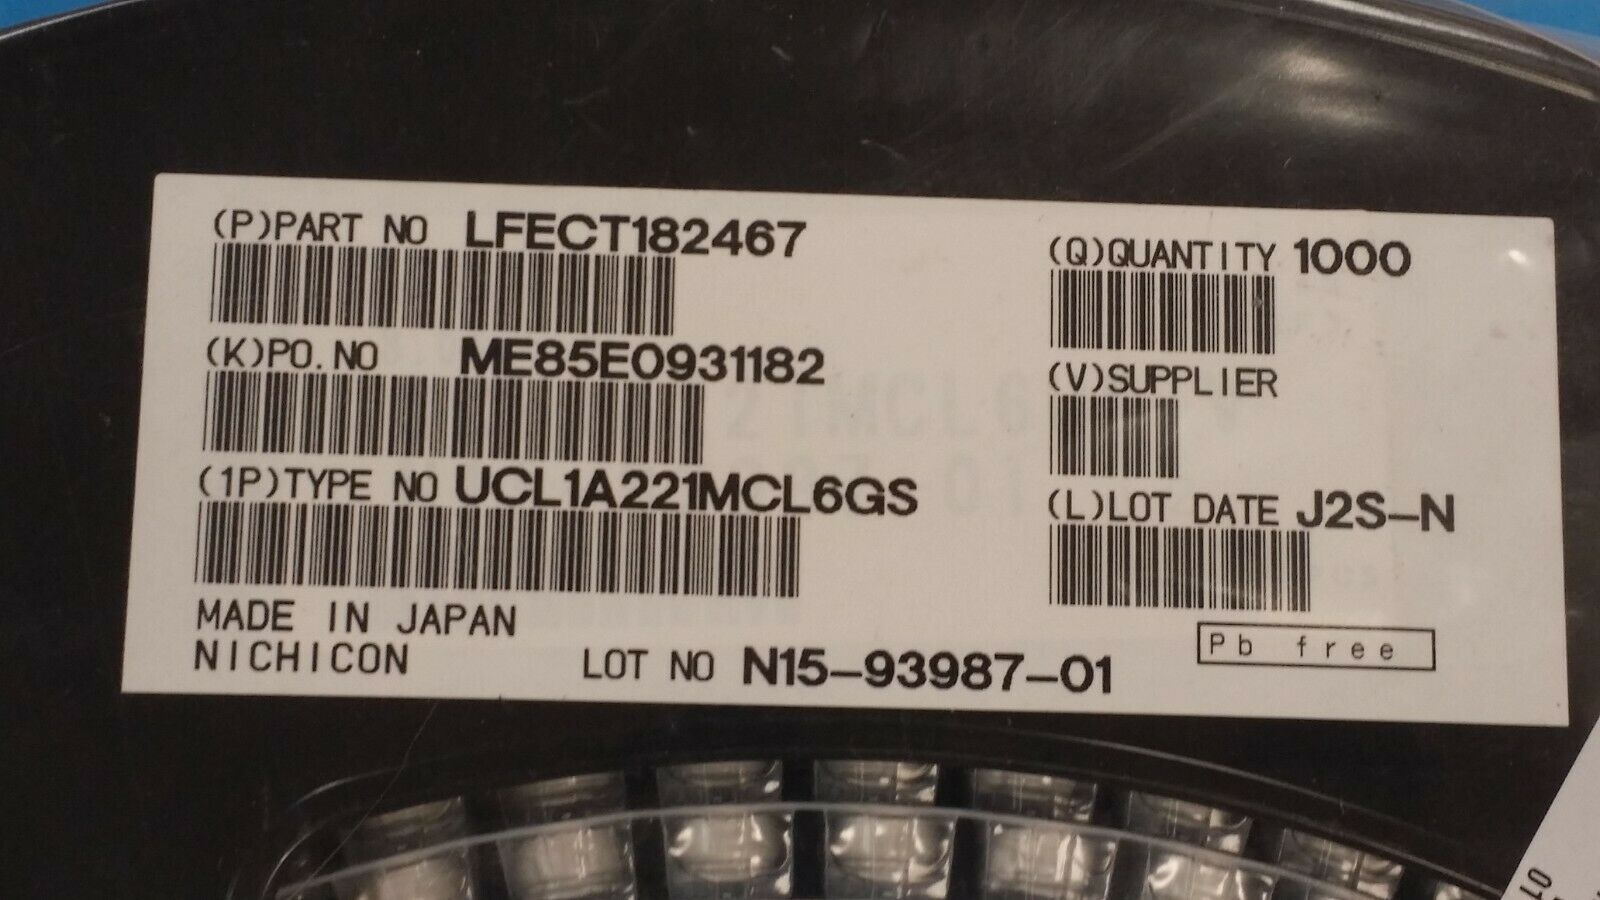 (P)PART NO LFECT182467
(Q)QUANTITY 1000
(K)PO.NO ME85E0931182
(V)SUPPLIER
(1P)TYPE NO UCL1A221MCL6GS
(L)LOT DATE J2S-N
MADE IN JAPAN
NICHICON LOT NO N15-93987-01
Pb free